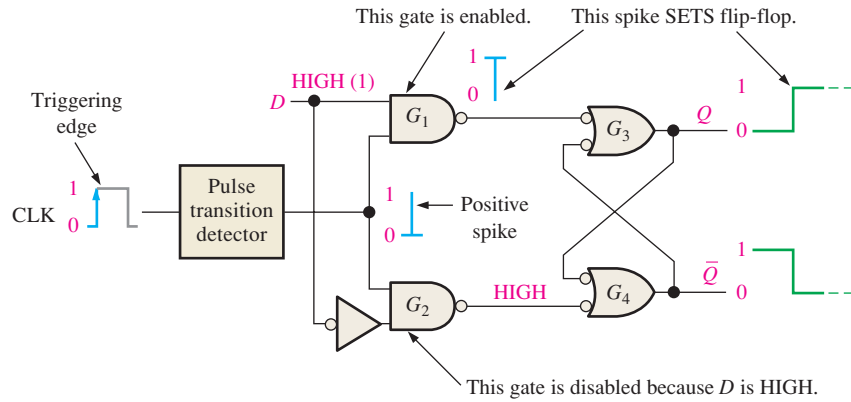 This gate is enabled.
This spike SETS flip-flop.
HIGH (1)
D
1
0
G1
G3
Q
1
0
Triggering
edge
1
0
CLK
Pulse
transition
detector
1
0
Positive
spike
G2
HIGH
G4
Q̄
1
0
This gate is disabled because D is HIGH.